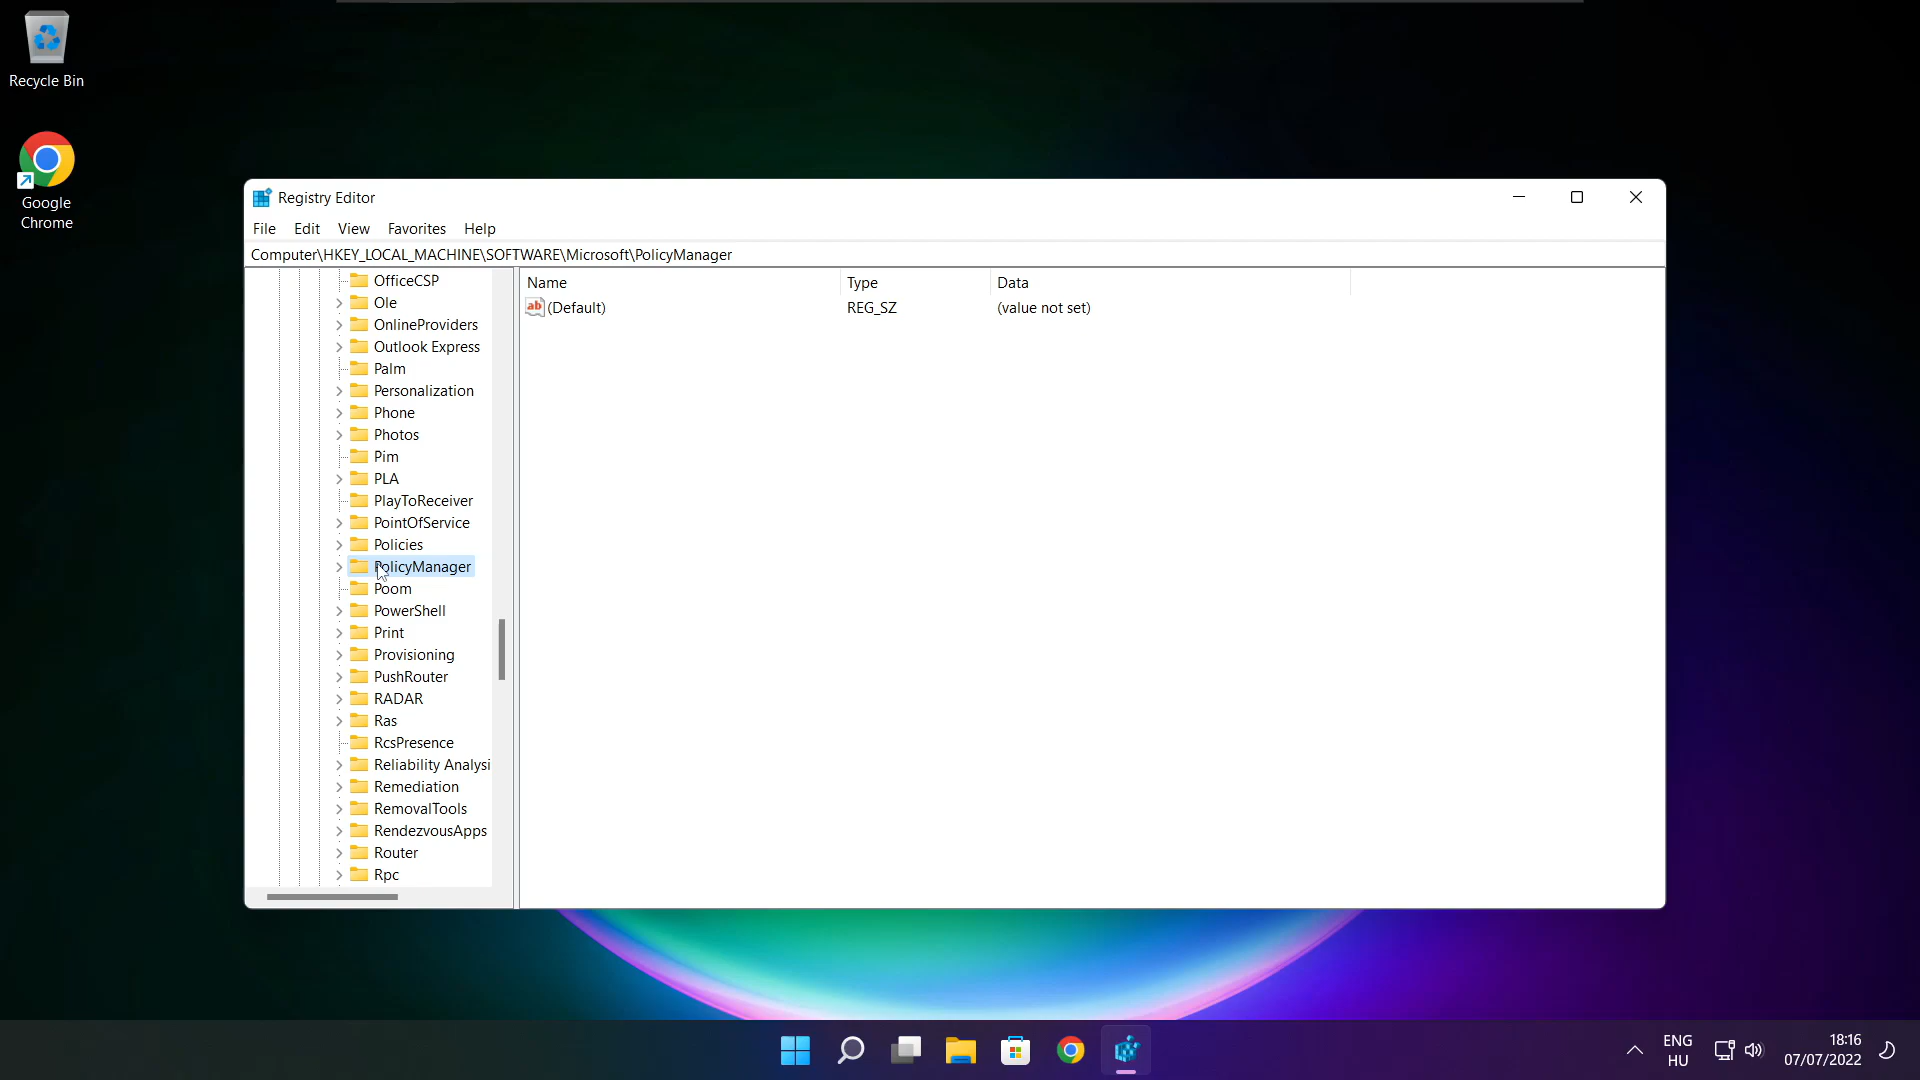 Recycle Bin
Google
Chrome
Registry Editor
File Edit View Favorites Help
Computer\HKEY_LOCAL_MACHINE\SOFTWARE\Microsoft\PolicyManager
OfficeCSP
Ole
OnlineProviders
Outlook Express
Palm
Personalization
Phone
Photos
Pim
PLA
PlayToReceiver
PointOfService
Policies
PolicyManager
Poom
PowerShell
Print
Provisioning
PushRouter
RADAR
Ras
RcsPresence
Reliability Analysi
Remediation
RemovalTools
RendezvousApps
Router
Rpc
Name Type Data
ab (Default) REG_SZ (value not set)
ENG
HU
18:16
07/07/2022